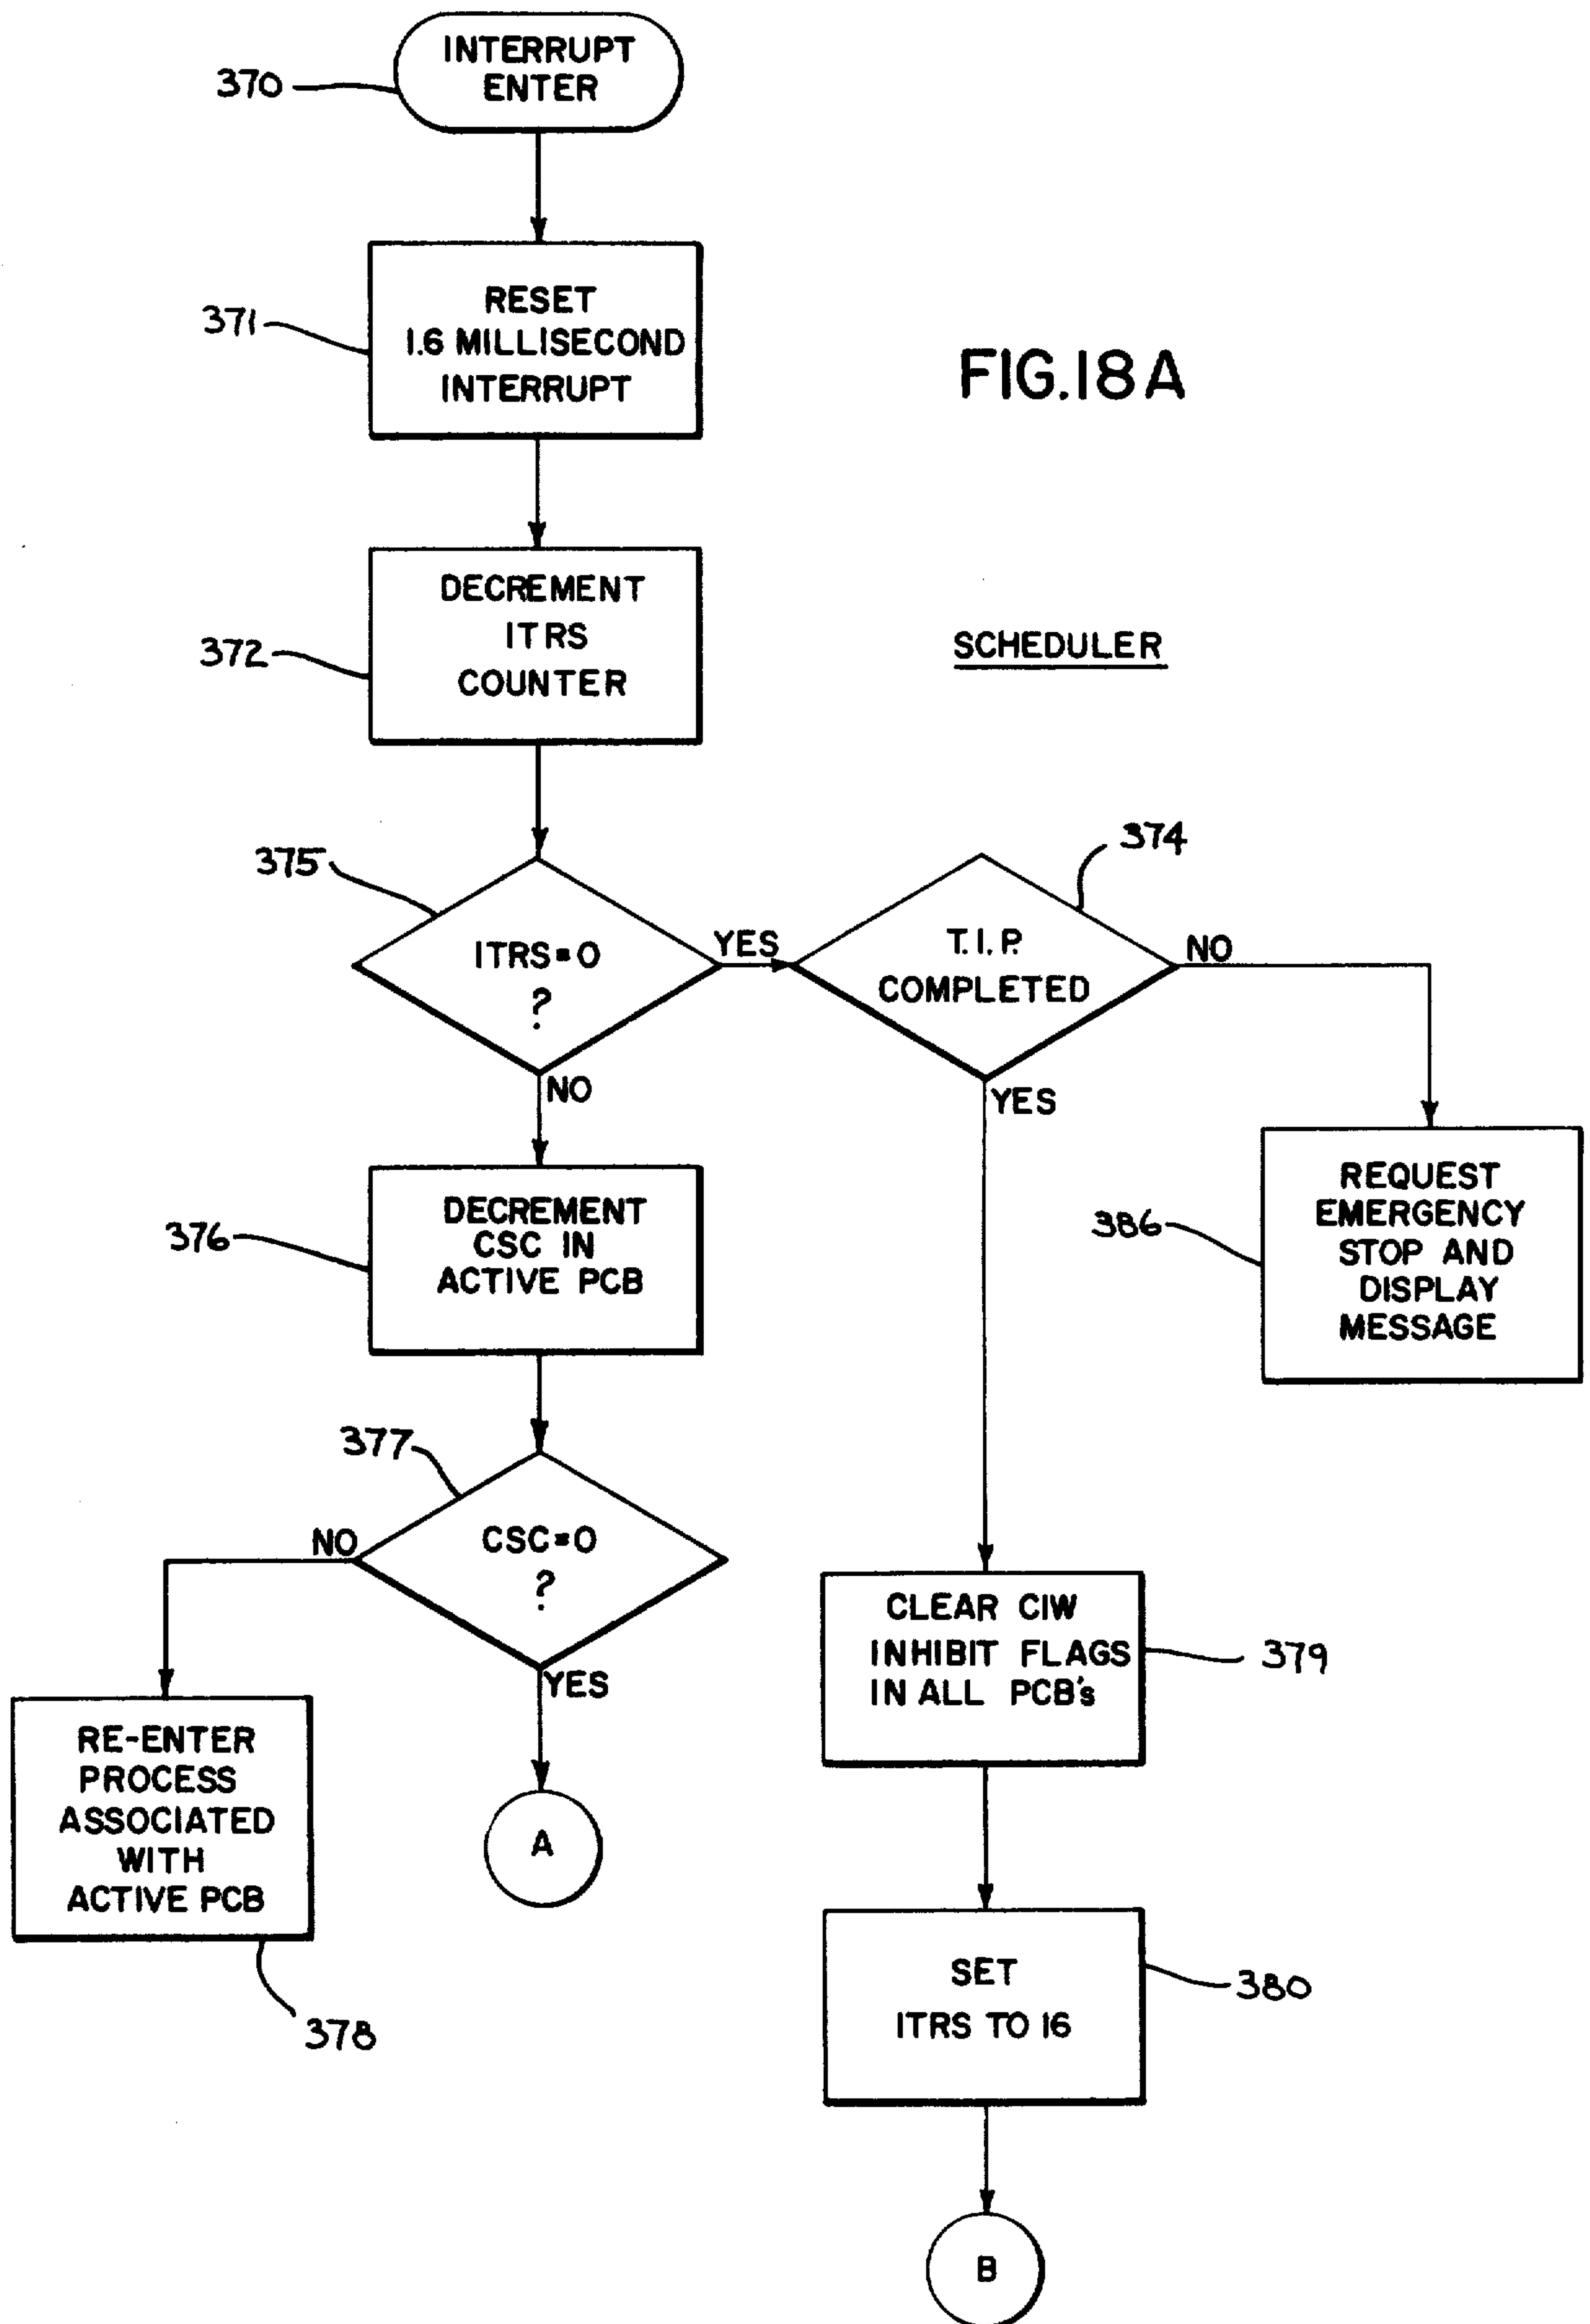 INTERRUPT
ENTER
370
RESET
1.6 MILLISECOND
INTERRUPT
371
FIG.18A
DECREMENT
ITRS
COUNTER
372
SCHEDULER
375
ITRS=0
?
YES
NO
374
T.I.P.
COMPLETED
NO
YES
DECREMENT
CSC IN
ACTIVE PCB
376
REQUEST
EMERGENCY
STOP AND
DISPLAY
MESSAGE
386
377
CSC=0
?
NO
YES
RE-ENTER
PROCESS
ASSOCIATED
WITH
ACTIVE PCB
378
A
CLEAR CIW
INHIBIT FLAGS
IN ALL PCB's
379
SET
ITRS TO 16
380
B